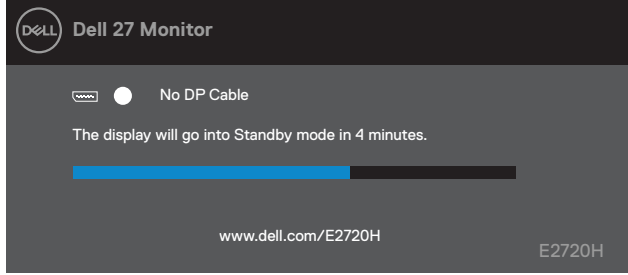 DELL
Dell 27 Monitor
No DP Cable
The display will go into Standby mode in 4 minutes.
www.dell.com/E2720H
E2720H